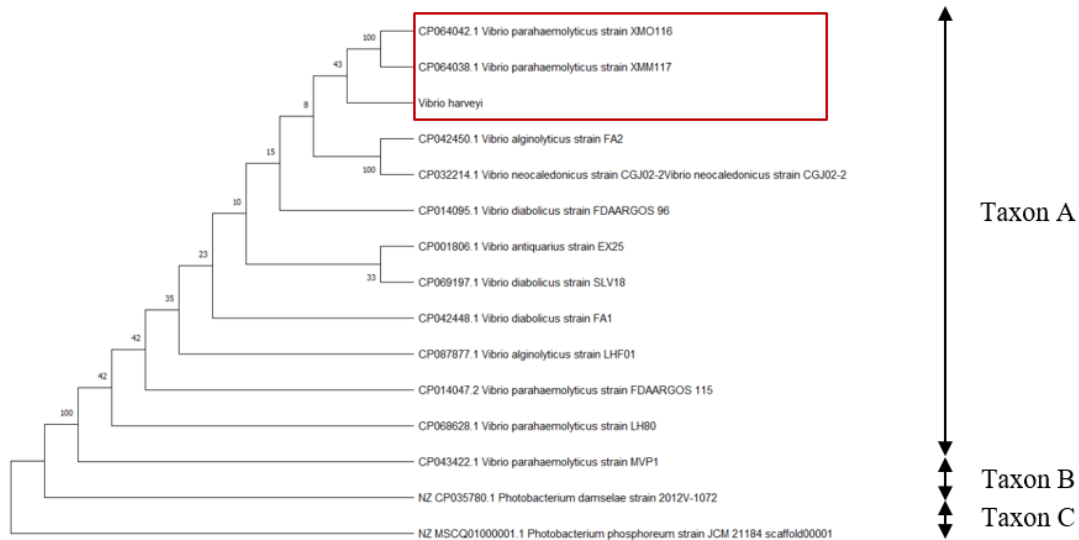 100
CP064042.1 Vibrio parahaemolyticus strain XMO116
43
CP064038.1 Vibrio parahaemolyticus strain XMM117
8
Vibrio harveyi
15
CP042450.1 Vibrio alginolyticus strain FA2
100
CP032214.1 Vibrio neocaledonicus strain CGJ02-2Vibrio neocaledonicus strain CGJ02-2
10
CP014095.1 Vibrio diabolicus strain FDAARGOS 96
Taxon A
23
CP001806.1 Vibrio antiquarius strain EX25
33
CP069197.1 Vibrio diabolicus strain SLV18
35
CP042448.1 Vibrio diabolicus strain FA1
42
CP087877.1 Vibrio alginolyticus strain LHF01
42
CP014047.2 Vibrio parahaemolyticus strain FDAARGOS 115
100
CP068628.1 Vibrio parahaemolyticus strain LH80
CP043422.1 Vibrio parahaemolyticus strain MVP1
Taxon B
NZ CP035780.1 Photobacterium damselae strain 2012V-1072
Taxon C
NZ MSCQ01000001.1 Photobacterium phosphoreum strain JCM 21184 scaffold00001